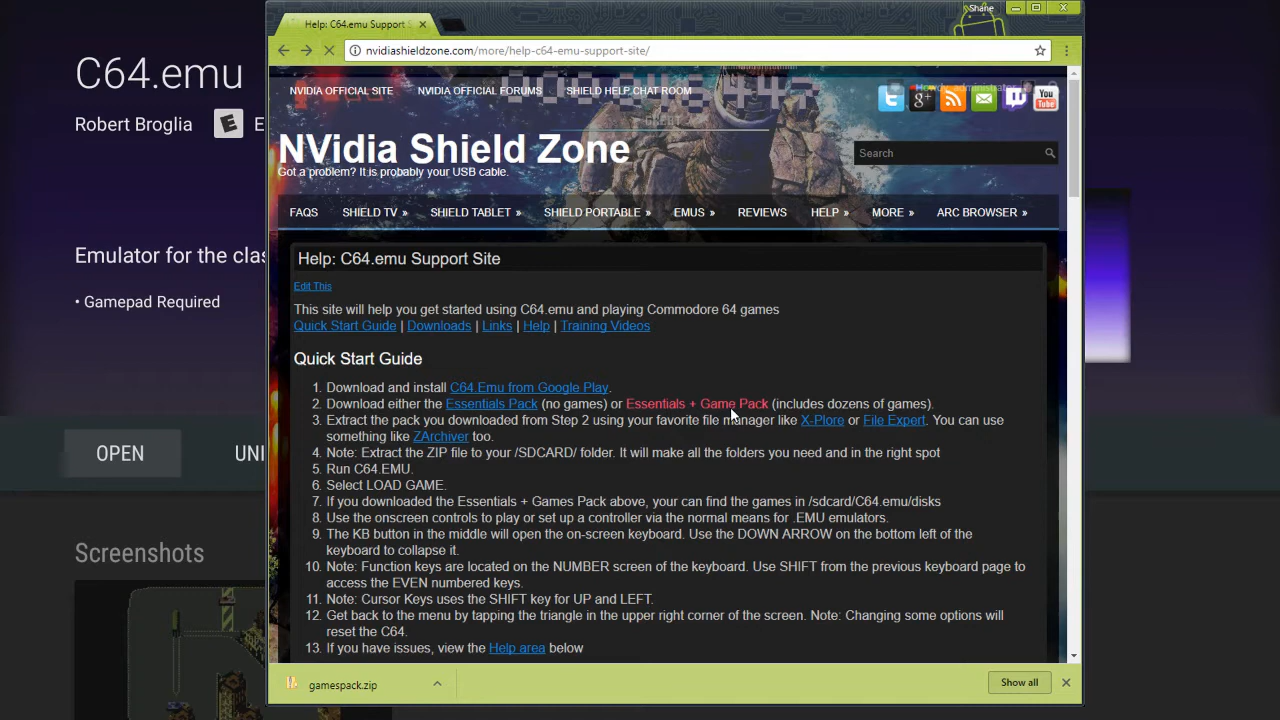 Help: C64.emu Support S
Shane
nvidiashieldzone.com/more/help-c64-emu-support-site/
C64.emu
Robert Broglia
E
E
Emulator for the clas
• Gamepad Required
OPEN
UNI
Screenshots
NVIDIA OFFICIAL SITE
NVIDIA OFFICIAL FORUMS
SHIELD HELP CHAT ROOM
You Tube
NVidia Shield Zone
Got a problem? It is probably your USB cable.
Search
FAQS
SHIELD TV »
SHIELD TABLET »
SHIELD PORTABLE »
EMUS »
REVIEWS
HELP »
MORE »
ARC BROWSER »
Help: C64.emu Support Site
Edit This
This site will help you get started using C64.emu and playing Commodore 64 games
Quick Start Guide | Downloads | Links | Help | Training Videos
Quick Start Guide
1. Download and install C64.Emu from Google Play.
2. Download either the Essentials Pack (no games) or Essentials + Game Pack (includes dozens of games).
3. Extract the pack you downloaded from Step 2 using your favorite file manager like X-Plore or File Expert. You can use
something like ZArchiver too.
4. Note: Extract the ZIP file to your /SDCARD/ folder. It will make all the folders you need and in the right spot
5. Run C64.EMU.
6. Select LOAD GAME.
7. If you downloaded the Essentials + Games Pack above, your can find the games in /sdcard/C64.emu/disks
8. Use the onscreen controls to play or set up a controller via the normal means for .EMU emulators.
9. The KB button in the middle will open the on-screen keyboard. Use the DOWN ARROW on the bottom left of the
keyboard to collapse it.
10. Note: Function keys are located on the NUMBER screen of the keyboard. Use SHIFT from the previous keyboard page to
access the EVEN numbered keys.
11. Note: Cursor Keys uses the SHIFT key for UP and LEFT.
12. Get back to the menu by tapping the triangle in the upper right corner of the screen. Note: Changing some options will
reset the C64.
13. If you have issues, view the Help area below
gamespack.zip
Show all